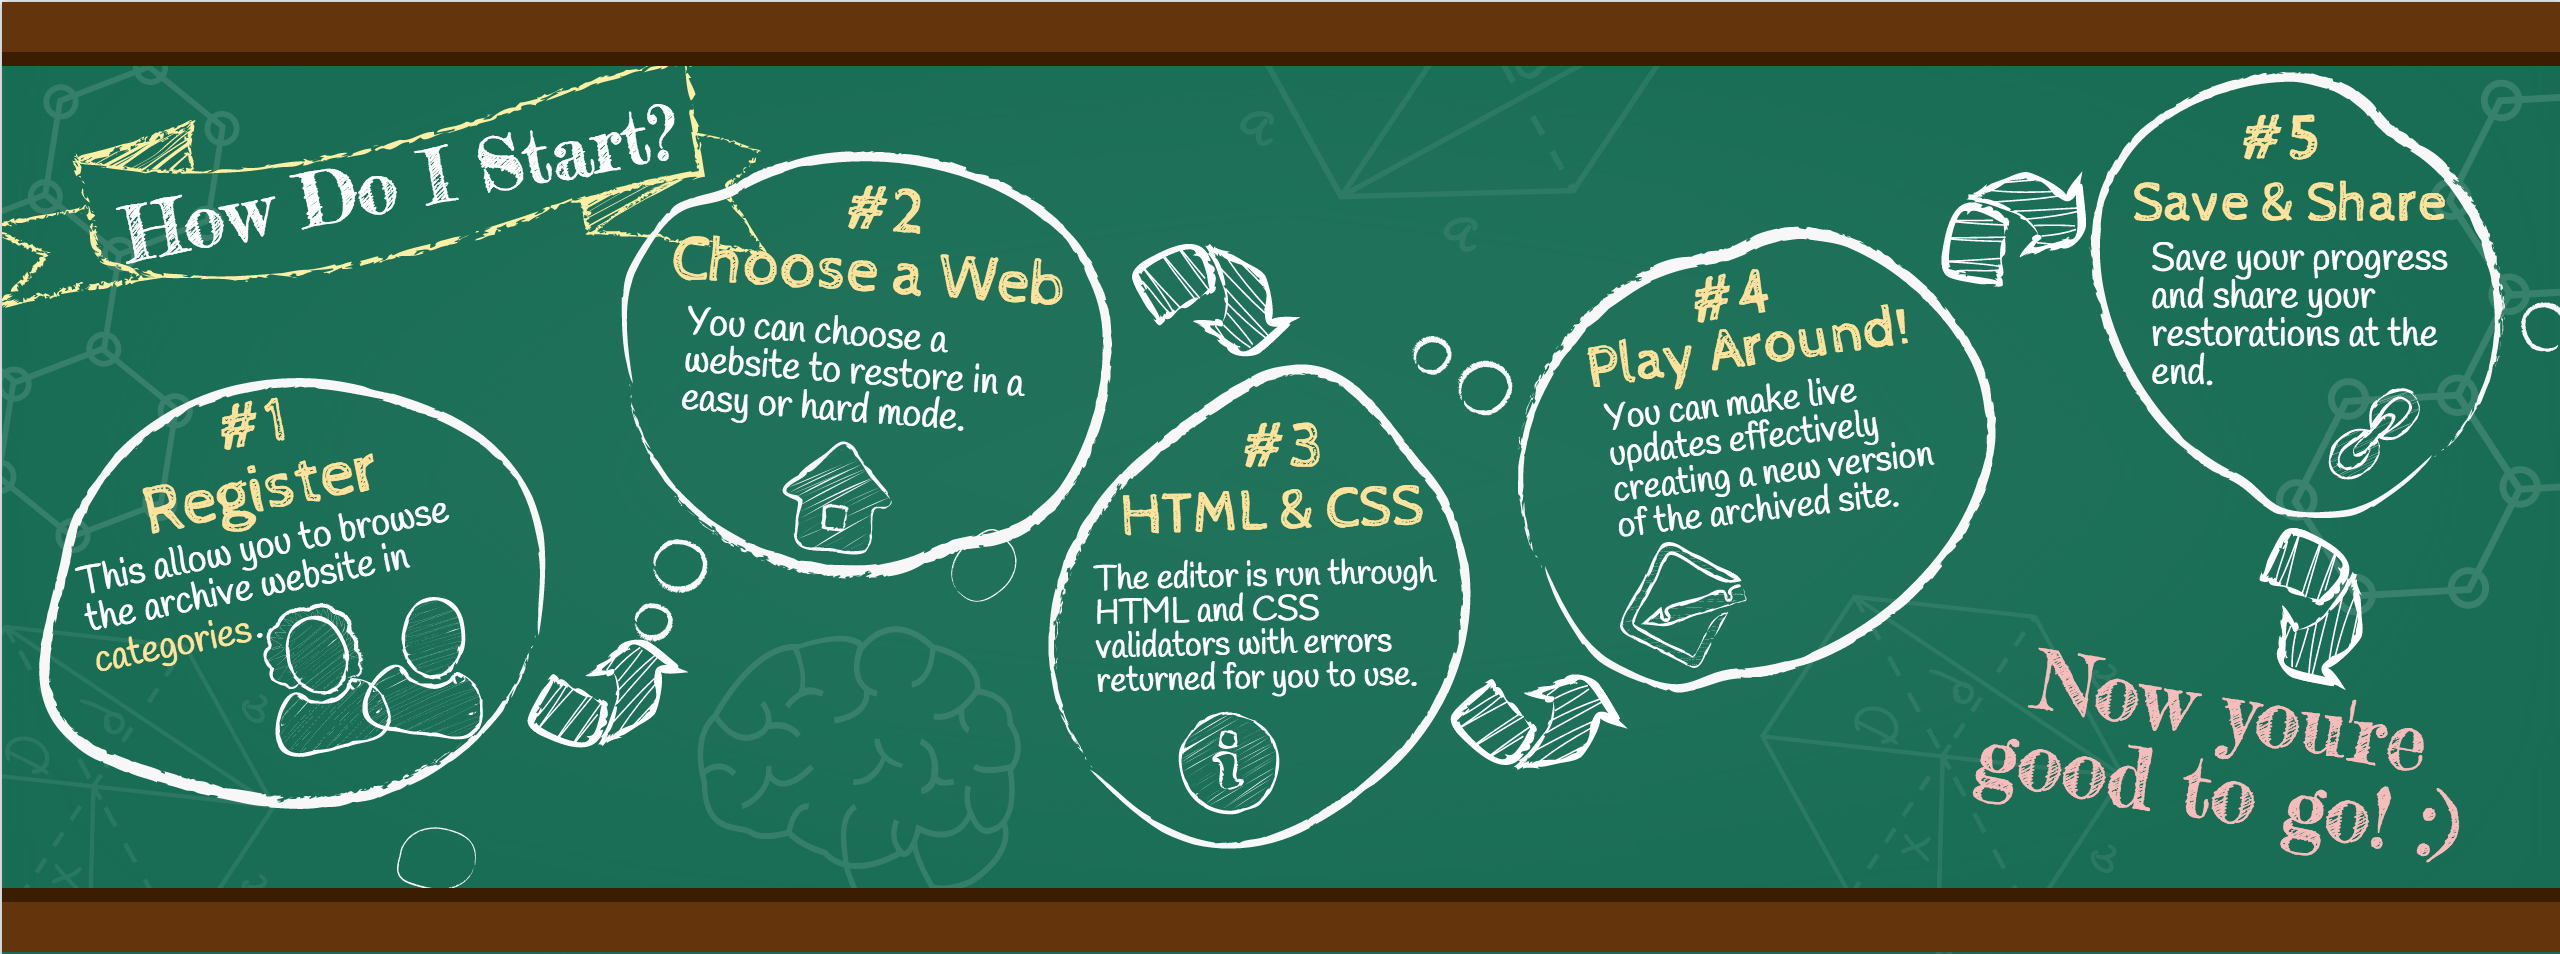 How Do I Start?
#1
Register
This allow you to browse
the archive website in
categories.
#2
Choose a Web
You can choose a
website to restore in a
easy or hard mode.
#3
HTML & CSS
The editor is run through
HTML and CSS
validators with errors
returned for you to use.
#4
Play Around!
You can make live
updates effectively
creating a new version
of the archived site.
#5
Save & Share
Save your progress
and share your
restorations at the
end.
Now you're
good to go! :)